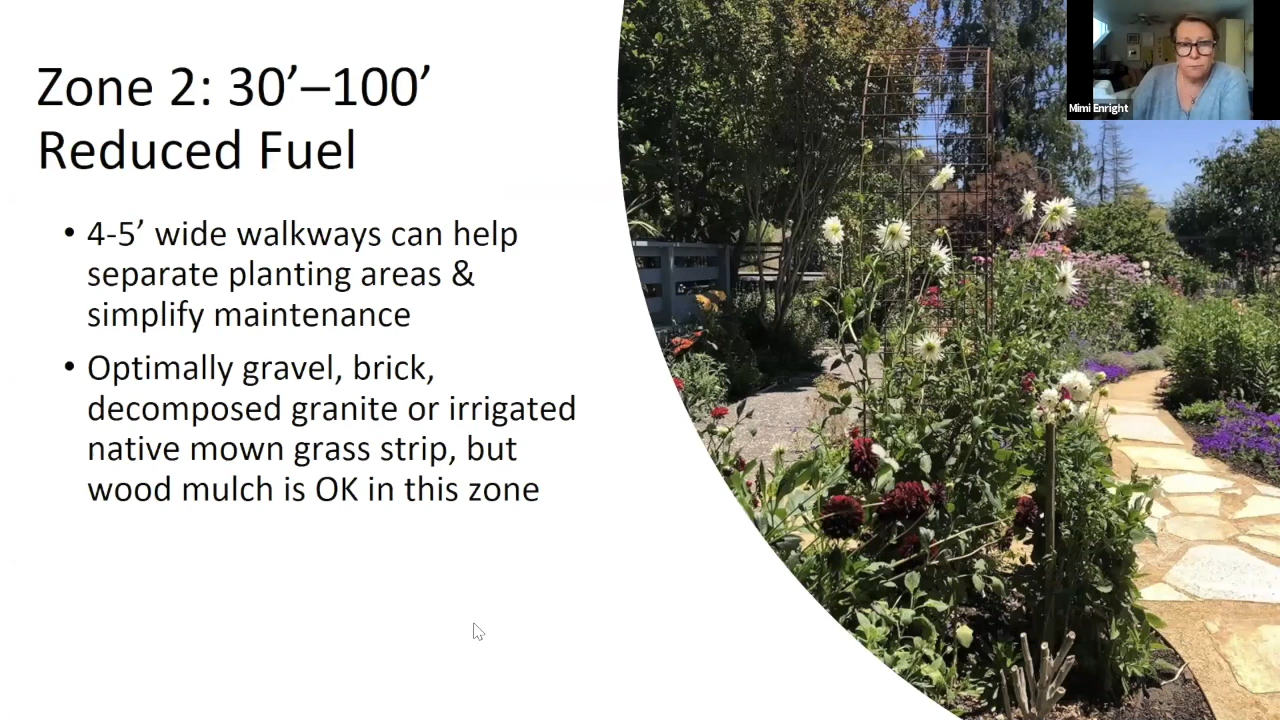 Zone 2: 30’–100’
Reduced Fuel
• 4-5’ wide walkways can help
separate planting areas &
simplify maintenance
• Optimally gravel, brick,
decomposed granite or irrigated
native mown grass strip, but
wood mulch is OK in this zone
Mimi Enright